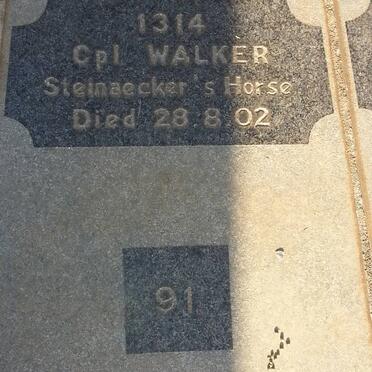 1314
Cpl WALKER
Steinaecker's Horse
Died 28 8 02
91